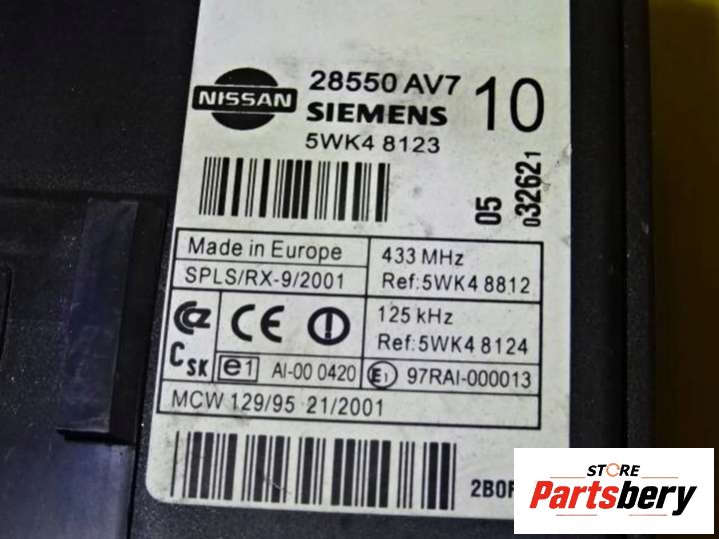 NISSAN
28550 AV7 10
SIEMENS
5WK4 8123
05
032621
Made in Europe
433 MHz
SPLS/RX-9/2001
Ref:5WK4 8812
CE
125 kHz
Ref:5WK4 8124
CSK
e1 AI-00 0420
E1 97RAI-000013
MCW 129/95 21/2001
STORE
Partsbery